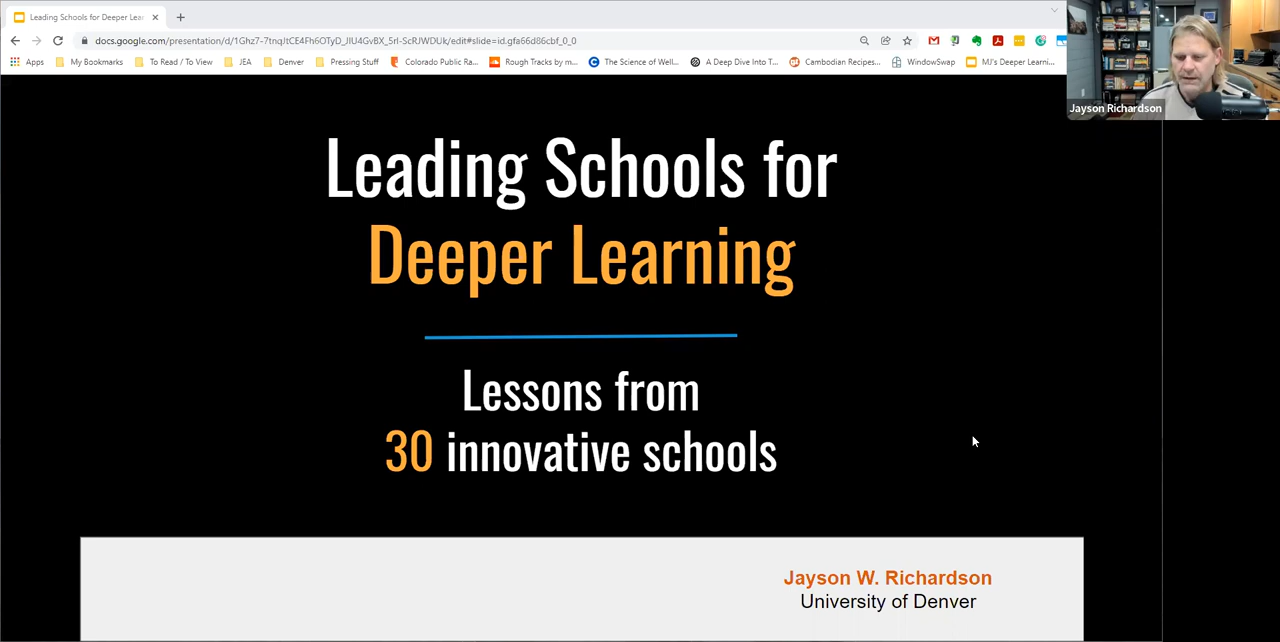 Leading Schools for Deeper Lear
docs.google.com/presentation/d/1Ghz7-7tnqJtCE4Fh6OTyD_JIU4GvBX_5rI-ScRJWDUk/edit#slide=id.gfa66d86cbf_0_0
Apps My Bookmarks To Read / To View JEA Denver Pressing Stuff Colorado Public Ra... Rough Tracks by m... The Science of Well... A Deep Dive Into T... Cambodian Recipes... WindowSwap MJ's Deeper Learni...
Jayson Richardson
Leading Schools for
Deeper Learning
Lessons from
30 innovative schools
Jayson W. Richardson
University of Denver